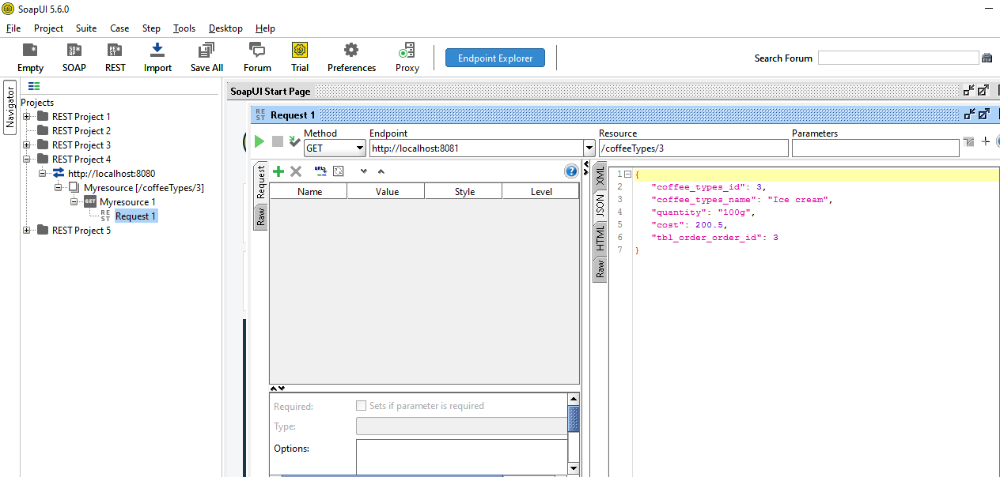 SoapUI 5.6.0
File Project Suite Case Step Tools Desktop Help
Empty SOAP REST Import Save All Forum Trial Preferences Proxy Endpoint Explorer Search Forum
Navigator
Projects
REST Project 1
REST Project 2
REST Project 3
REST Project 4
http://localhost:8080
Myresource [/coffeeTypes/3]
GET Myresource 1
REST Request 1
REST Project 5
SoapUI Start Page
REST Request 1
Method Endpoint Resource Parameters
GET http://localhost:8081 /coffeeTypes/3
Request
Raw
URL
Name Value Style Level
Required: Sets if parameter is required
Type:
Options:
XML
JSON
HTML
Raw
1 {
2 "coffee_types_id": 3,
3 "coffee_types_name": "Ice cream",
4 "quantity": "100g",
5 "cost": 200.5,
6 "tbl_order_order_id": 3
7 }